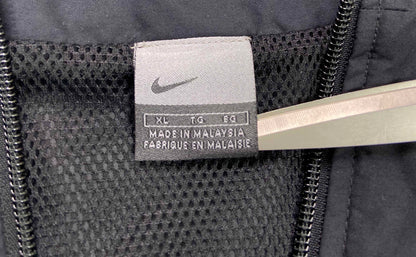 XL TG EG
MADE IN MALAYSIA
FABRIQUE EN MALAISIE